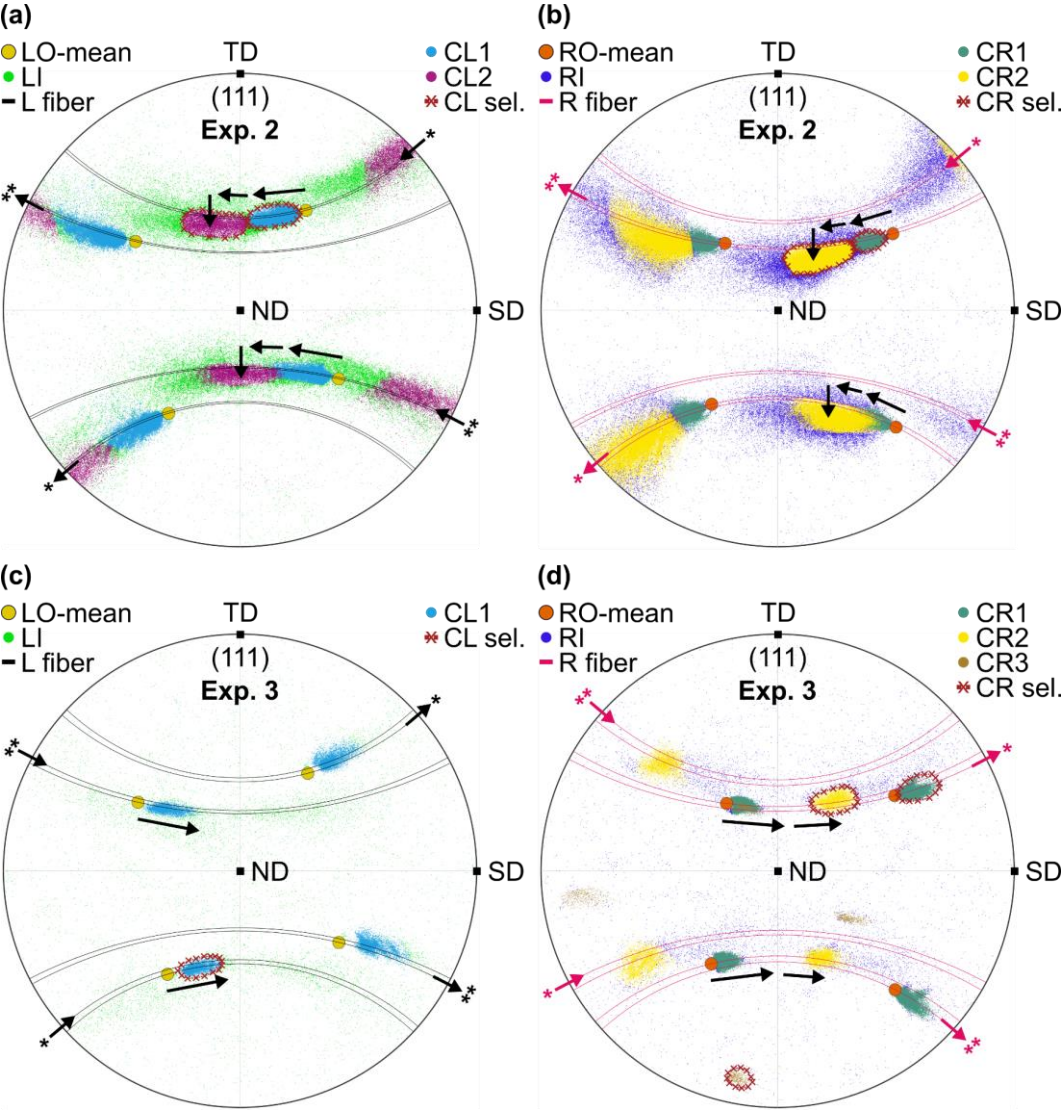 (a)
LO-mean
LI
L fiber
TD
(111)
Exp. 2
CL1
CL2
CL sel.
*
**
ND
SD
**
*
(b)
RO-mean
RI
R fiber
TD
(111)
Exp. 2
CR1
CR2
CR sel.
*
**
ND
SD
**
*
(c)
LO-mean
LI
L fiber
TD
(111)
Exp. 3
CL1
CL sel.
*
**
ND
SD
**
*
(d)
RO-mean
RI
R fiber
TD
(111)
Exp. 3
CR1
CR2
CR3
CR sel.
**
*
ND
SD
*
**